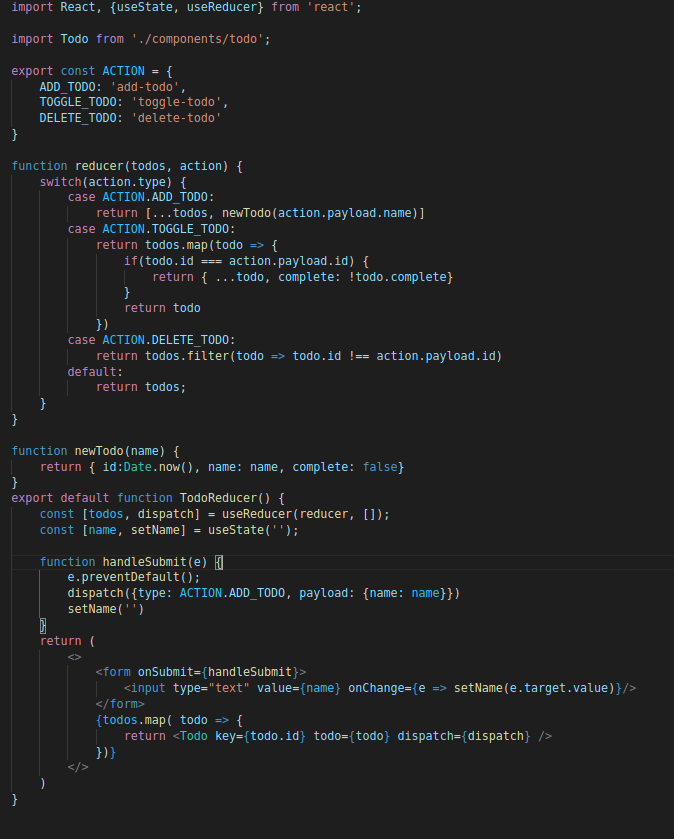 import React, {useState, useReducer} from 'react';
import Todo from './components/todo';
export const ACTION = {
    ADD_TODO: 'add-todo',
    TOGGLE_TODO: 'toggle-todo',
    DELETE_TODO: 'delete-todo'
}
function reducer(todos, action) {
    switch(action.type) {
        case ACTION.ADD_TODO:
            return [...todos, newTodo(action.payload.name)]
        case ACTION.TOGGLE_TODO:
            return todos.map(todo => {
                if(todo.id === action.payload.id) {
                    return { ...todo, complete: !todo.complete}
                }
                return todo
            })
        case ACTION.DELETE_TODO:
            return todos.filter(todo => todo.id !== action.payload.id)
        default:
            return todos;
    }
}
function newTodo(name) {
    return { id:Date.now(), name: name, complete: false}
}
export default function TodoReducer() {
    const [todos, dispatch] = useReducer(reducer, []);
    const [name, setName] = useState('');
    function handleSubmit(e) {
        e.preventDefault();
        dispatch({type: ACTION.ADD_TODO, payload: {name: name}})
        setName('')
    }
    return (
        <>
            <form onSubmit={handleSubmit}>
                <input type="text" value={name} onChange={e => setName(e.target.value)}/>
            </form>
            {todos.map( todo => {
                return <Todo key={todo.id} todo={todo} dispatch={dispatch} />
            })}
        </>
    )
}